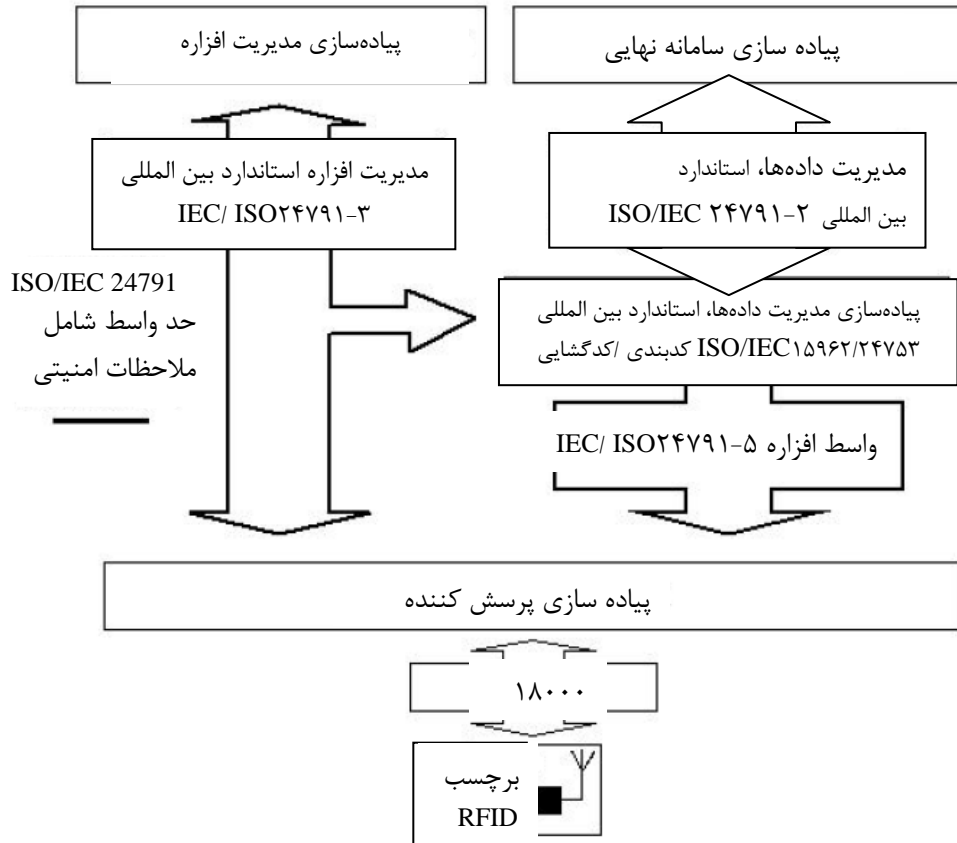 پیاده سازی سامانه نهایی
پیاده‌سازی مدیریت افزاره
مدیریت داده‌ها، استاندارد
بین المللی ISO/IEC ۲۴۷۹۱-۲
مدیریت افزاره استاندارد بین المللی
IEC/ ISO۲۴۷۹۱-۳
ISO/IEC 24791
حد واسط شامل
ملاحظات امنیتی
پیاده‌سازی مدیریت داده‌ها، استاندارد بین المللی
ISO/IEC۱۵۹۶۲/۲۴۷۵۳ کدبندی /کدگشایی
واسط افزاره IEC/ ISO۲۴۷۹۱-۵
پیاده سازی پرسش کننده
۱۸۰۰۰
برچسب
RFID